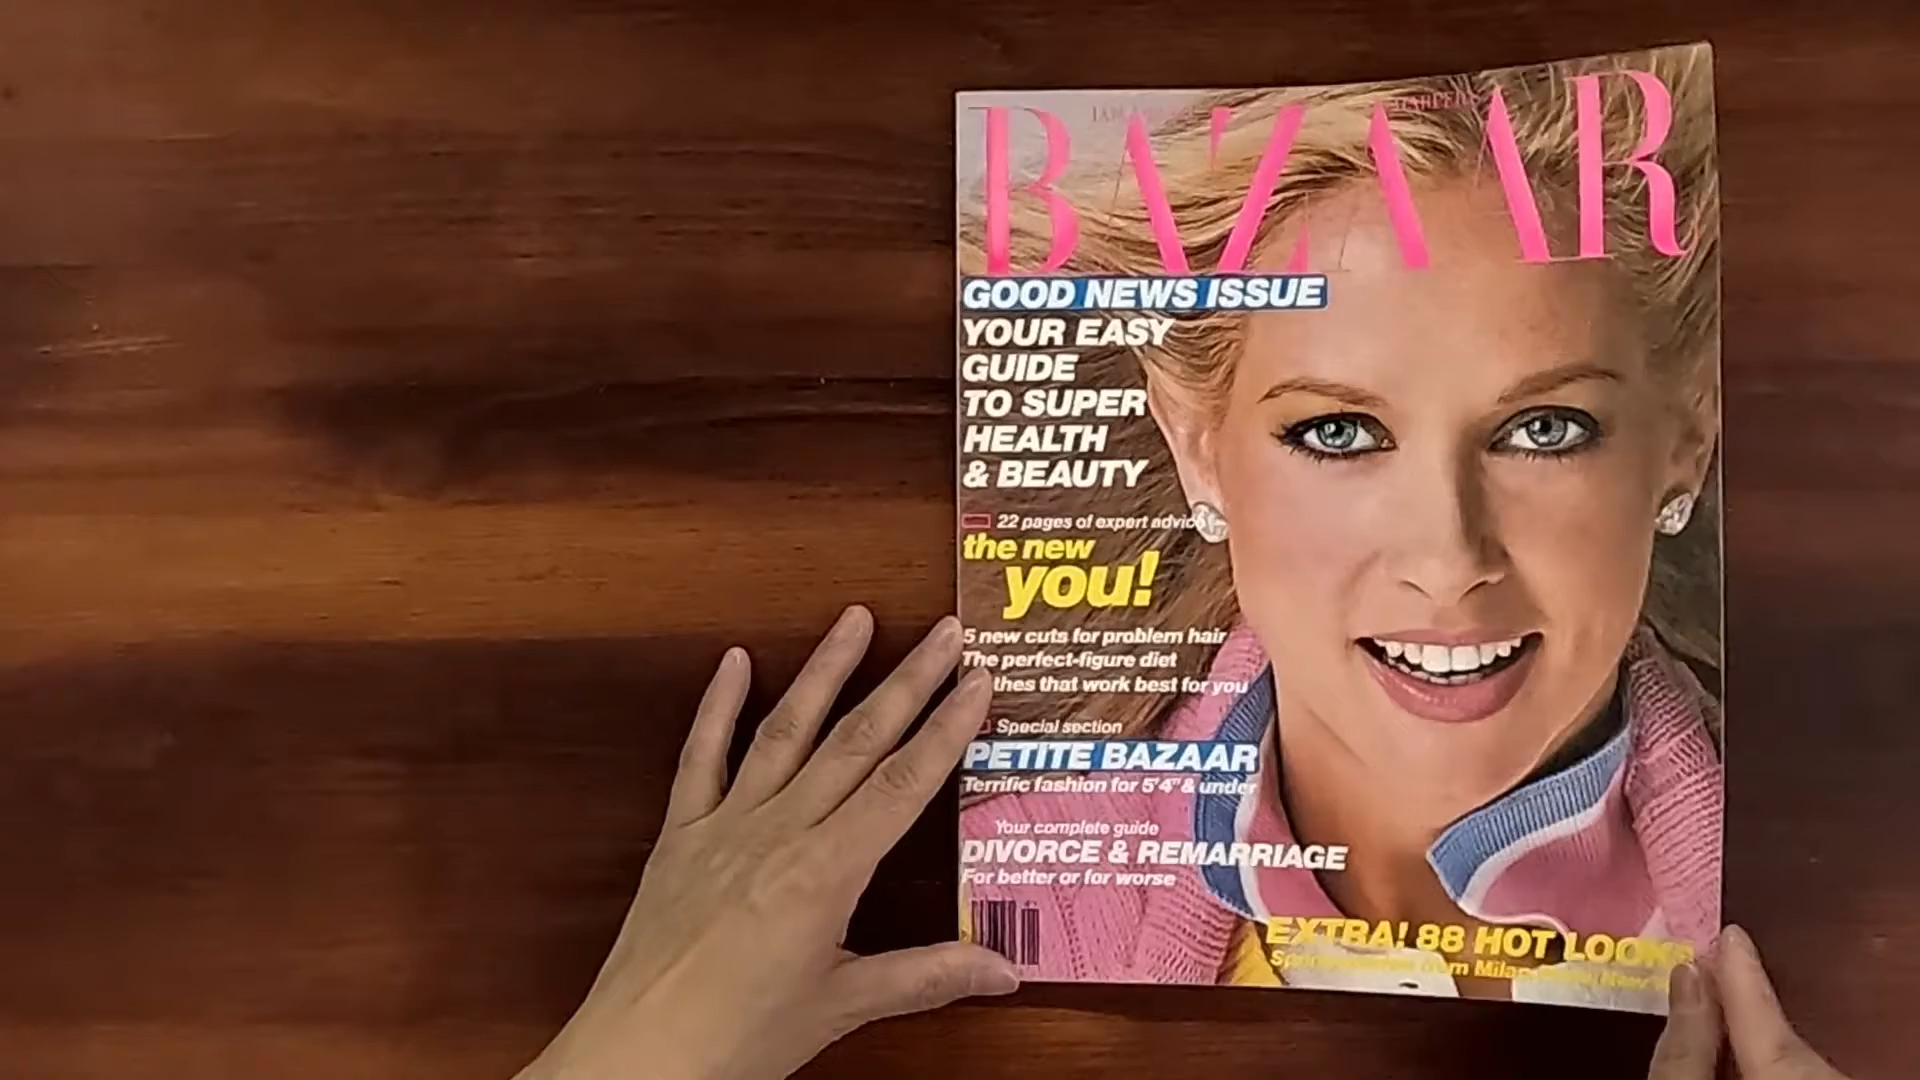 HARPER'S
BAZAAR
GOOD NEWS ISSUE
YOUR EASY
GUIDE
TO SUPER
HEALTH
& BEAUTY
22 pages of expert advice
the new
you!
5 new cuts for problem hair
The perfect-figure diet
thes that work best for you
Special section
PETITE BAZAAR
Terrific fashion for 5'4" & under
Your complete guide
DIVORCE & REMARRIAGE
For better or for worse
EXTRA! 88 HOT LOOKS